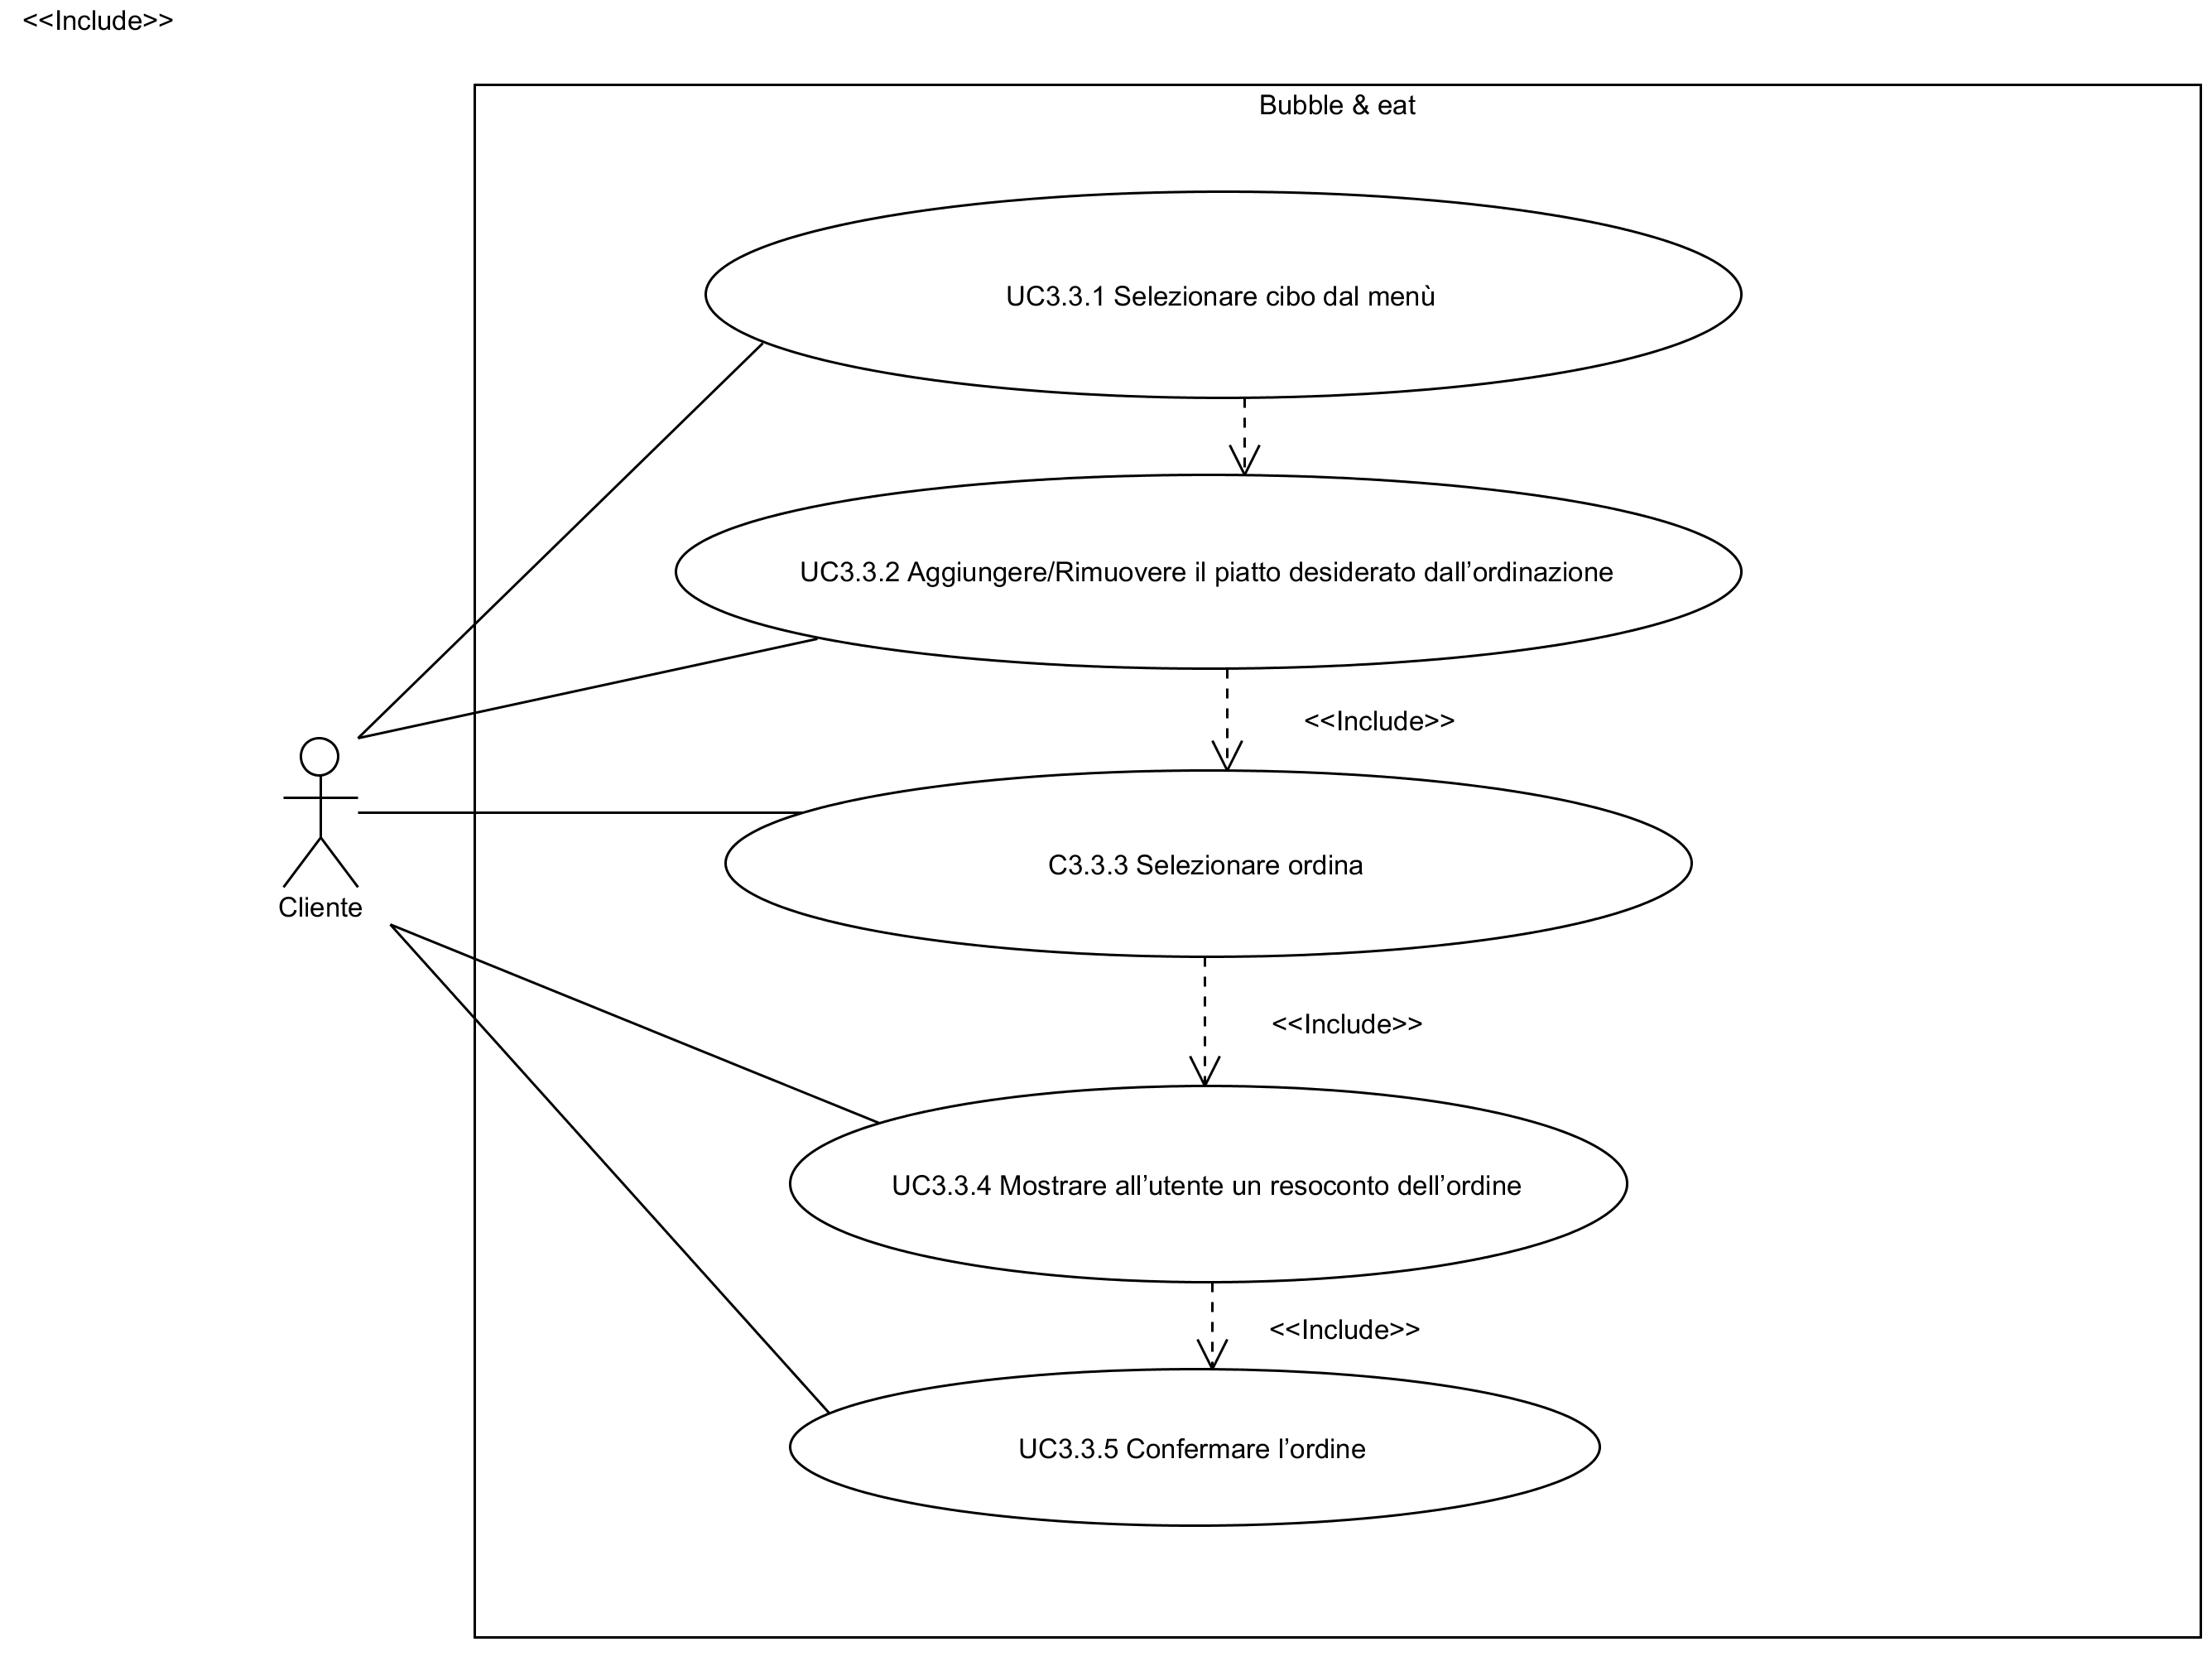 <<Include>>
Bubble & eat
UC3.3.1 Selezionare cibo dal menù
UC3.3.2 Aggiungere/Rimuovere il piatto desiderato dall’ordinazione
<<Include>>
C3.3.3 Selezionare ordina
Cliente
<<Include>>
UC3.3.4 Mostrare all’utente un resoconto dell’ordine
<<Include>>
UC3.3.5 Confermare l’ordine